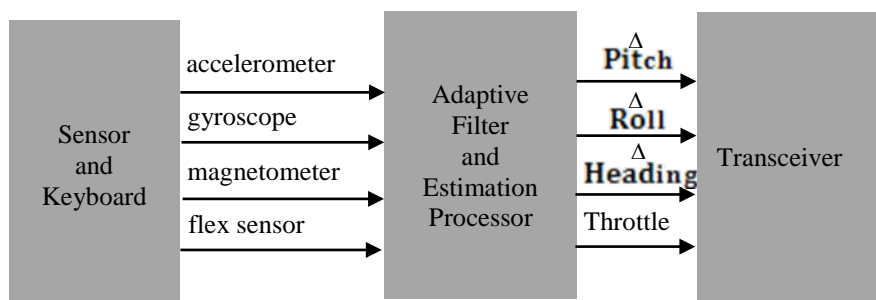 Sensor
and
Keyboard
accelerometer
gyroscope
magnetometer
flex sensor
Adaptive
Filter
and
Estimation
Processor
Δ
Pitch
Δ
Roll
Δ
Heading
Throttle
Transceiver